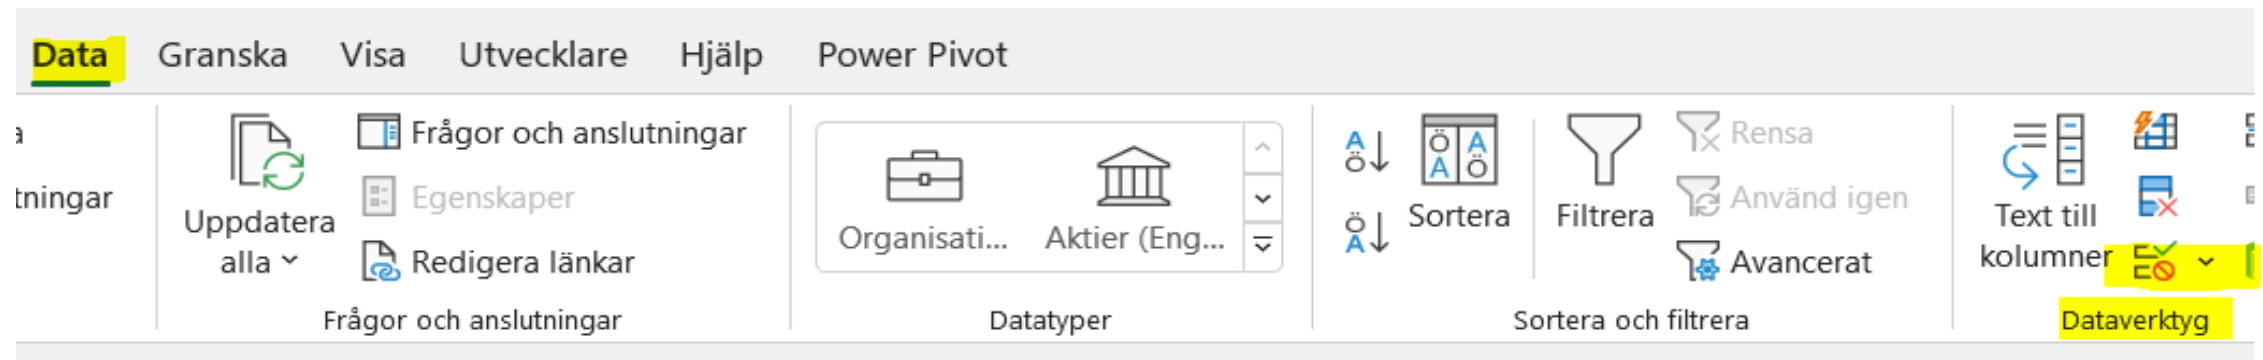 Data Granska Visa Utvecklare Hjälp Power Pivot
tningar
Uppdatera
alla
Frågor och anslutningar
Egenskaper
Redigera länkar
Frågor och anslutningar
Organisati... Aktier (Eng...
Datatyper
Sortera
Filtrera
Rensa
Använd igen
Avancerat
Sortera och filtrera
Text till
kolumner
Dataverktyg